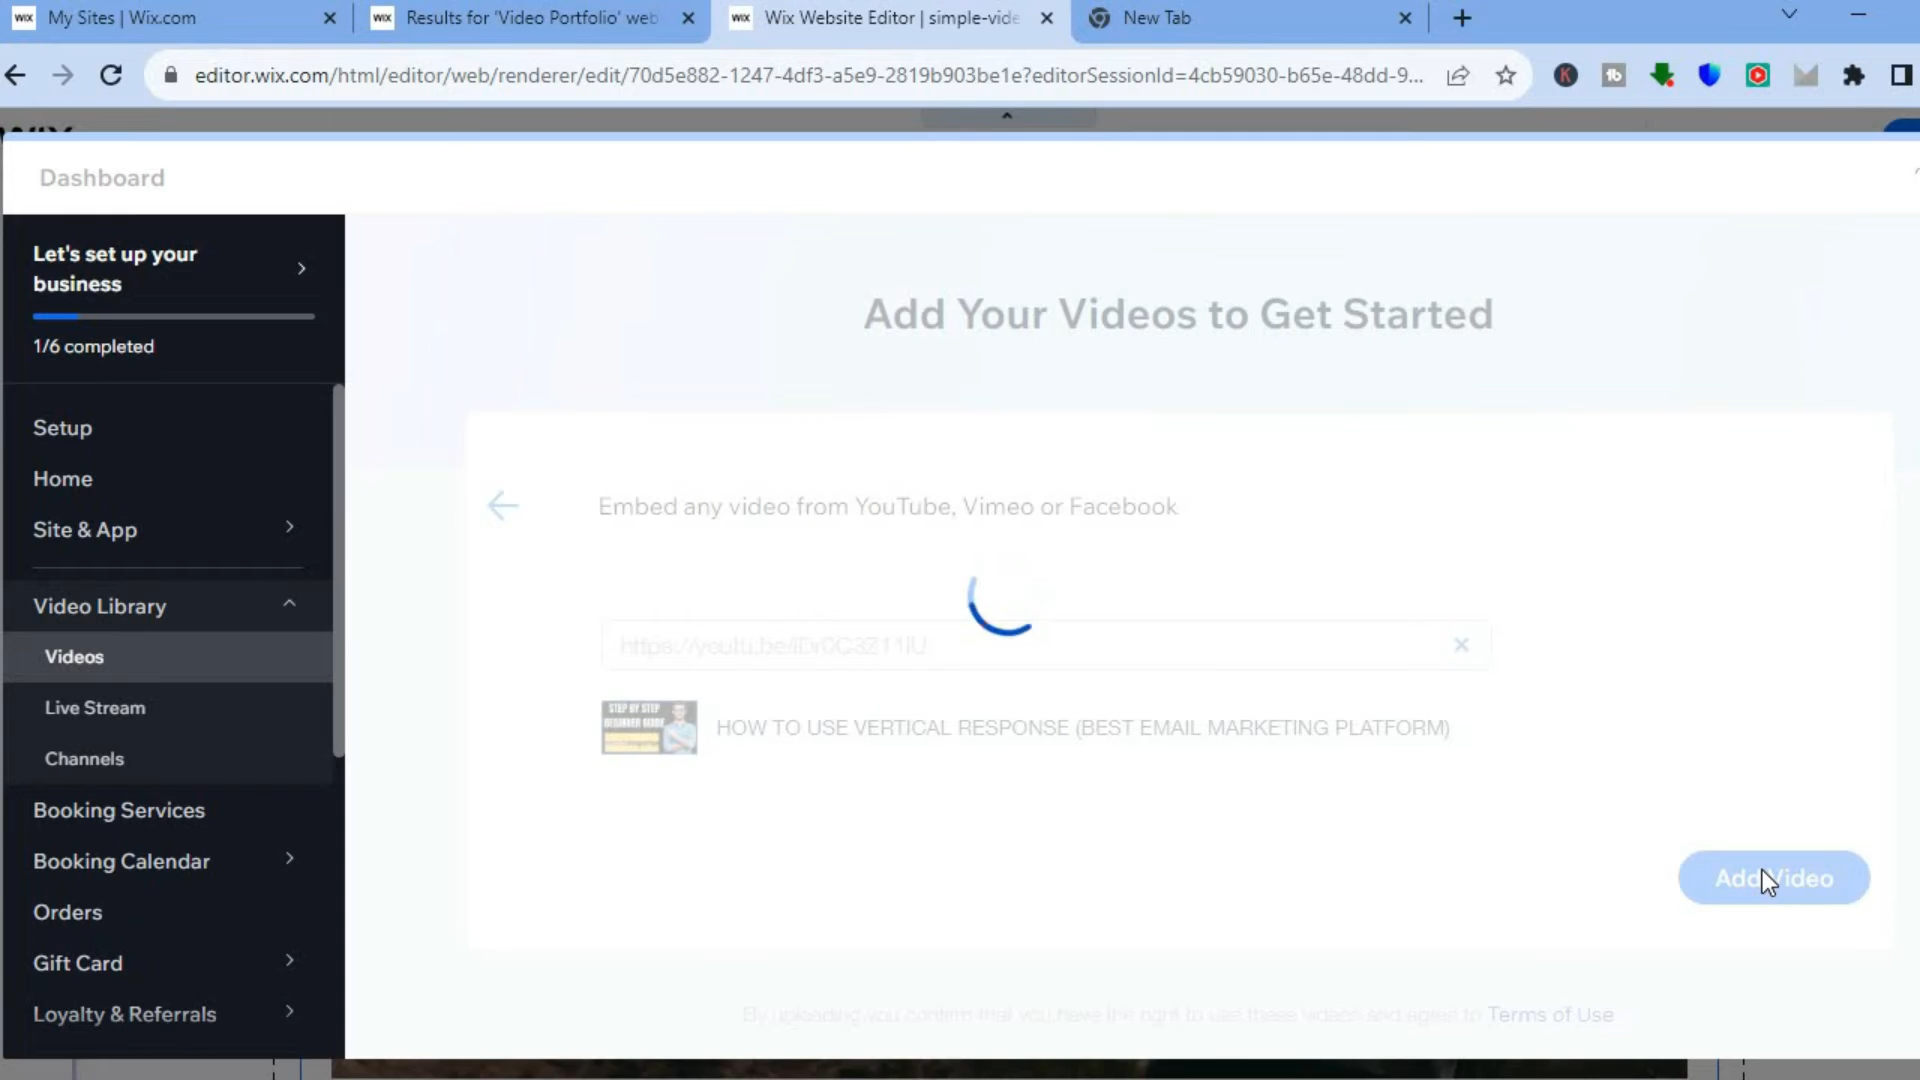 My Sites | Wix.com
Results for 'Video Portfolio' web
Wix Website Editor | simple-vide
New Tab
editor.wix.com/html/editor/web/renderer/edit/70d5e882-1247-4df3-a5e9-2819b903be1e?editorSessionId=4cb59030-b65e-48dd-9...
Dashboard
Let's set up your
business
1/6 completed
Setup
Home
Site & App
Video Library
Videos
Live Stream
Channels
Booking Services
Booking Calendar
Orders
Gift Card
Loyalty & Referrals
Add Your Videos to Get Started
Embed any video from YouTube, Vimeo or Facebook
STEP BY STEP
BEGINNER GUIDE
HOW TO USE VERTICAL RESPONSE (BEST EMAIL MARKETING PLATFORM)
Add Video
By uploading you confirm that you have the right to use these videos and agree to Terms of Use